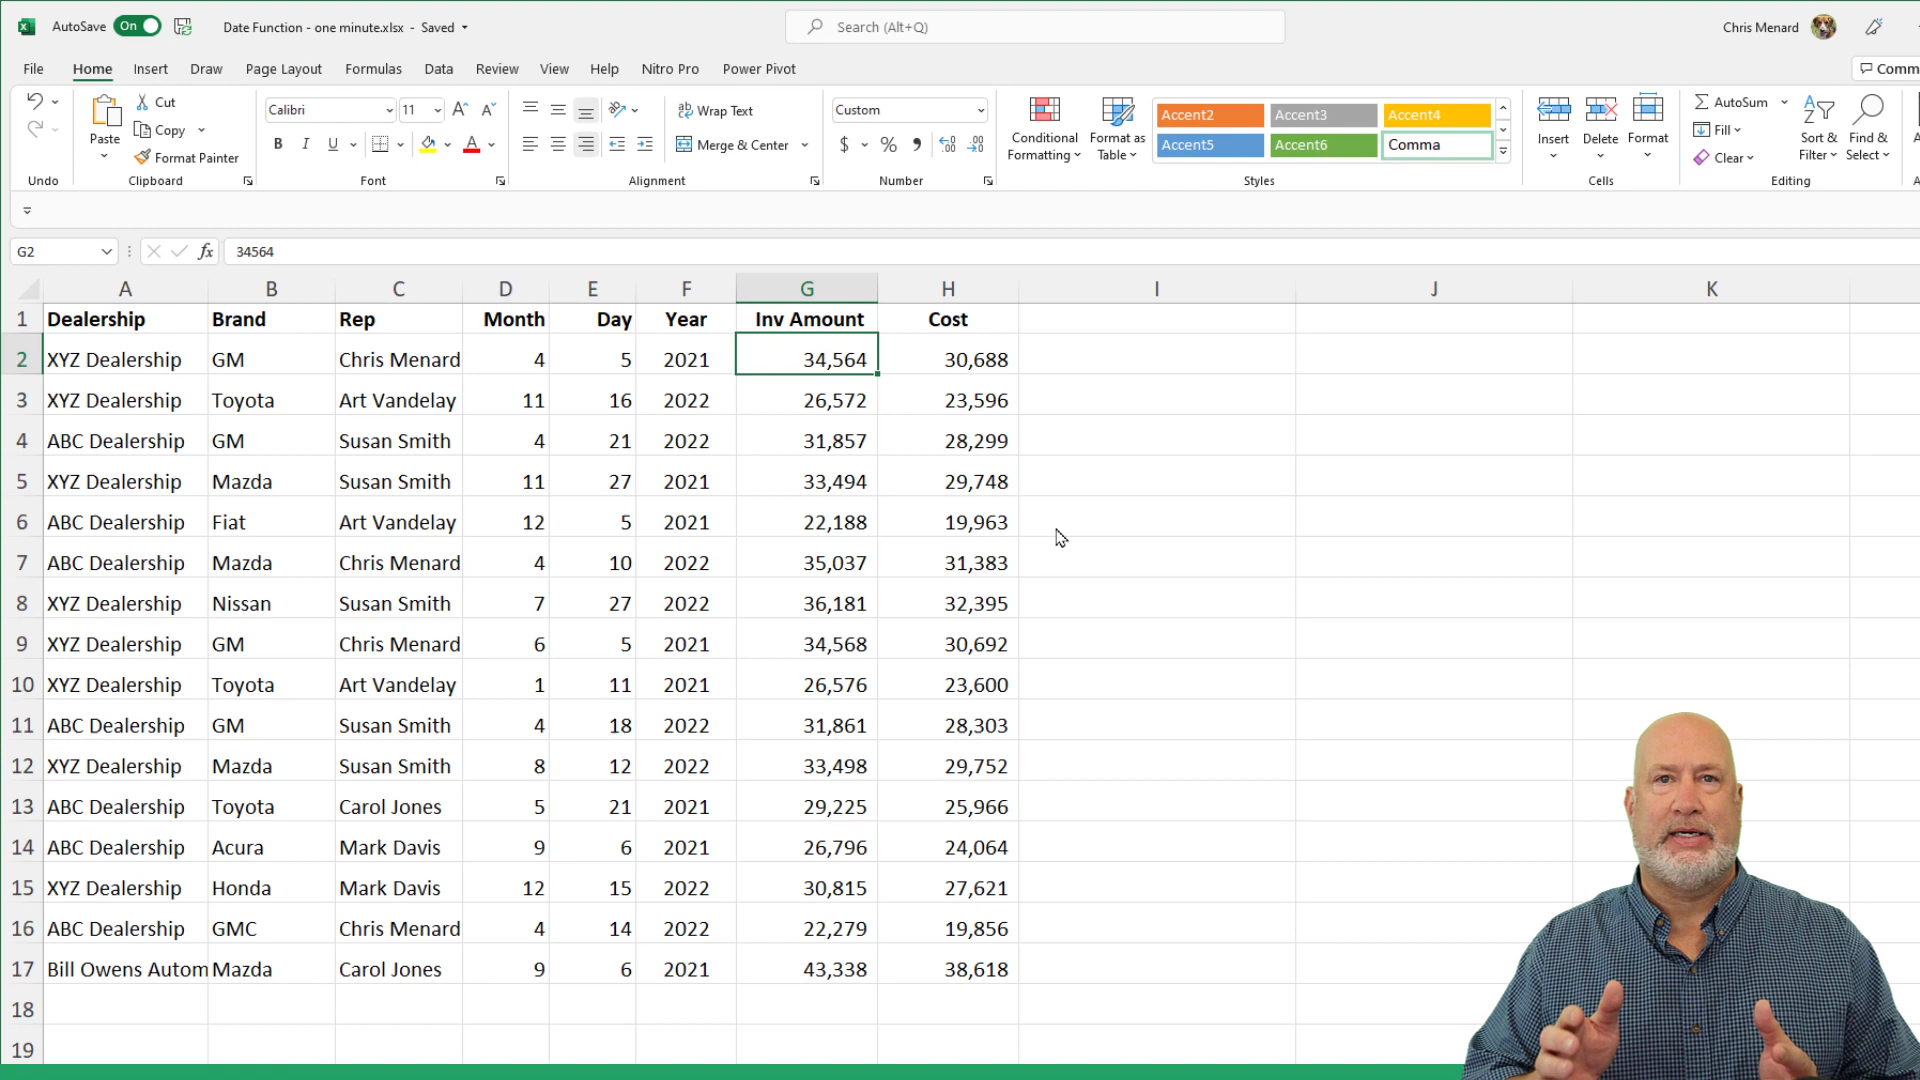 AutoSave On Date Function - one minute.xlsx - Saved Search (Alt+Q) Chris Menard
File Home Insert Draw Page Layout Formulas Data Review View Help Nitro Pro Power Pivot Comm
Paste Cut Copy Format Painter
Calibri 11
B I U
Wrap Text
Merge & Center
Custom
$ % 9
Conditional Formatting
Format as Table
Accent2 Accent3 Accent4
Accent5 Accent6 Comma
Insert Delete Format
AutoSum
Fill
Clear
Sort & Filter
Find & Select
Undo Clipboard Font Alignment Number Styles Cells Editing
G2 fx 34564
A B C D E F G H I J K
1 Dealership Brand Rep Month Day Year Inv Amount Cost
2 XYZ Dealership GM Chris Menard 4 5 2021 34,564 30,688
3 XYZ Dealership Toyota Art Vandelay 11 16 2022 26,572 23,596
4 ABC Dealership GM Susan Smith 4 21 2022 31,857 28,299
5 XYZ Dealership Mazda Susan Smith 11 27 2021 33,494 29,748
6 ABC Dealership Fiat Art Vandelay 12 5 2021 22,188 19,963
7 ABC Dealership Mazda Chris Menard 4 10 2022 35,037 31,383
8 XYZ Dealership Nissan Susan Smith 7 27 2022 36,181 32,395
9 XYZ Dealership GM Chris Menard 6 5 2021 34,568 30,692
10 XYZ Dealership Toyota Art Vandelay 1 11 2021 26,576 23,600
11 ABC Dealership GM Susan Smith 4 18 2022 31,861 28,303
12 XYZ Dealership Mazda Susan Smith 8 12 2022 33,498 29,752
13 ABC Dealership Toyota Carol Jones 5 21 2021 29,225 25,966
14 ABC Dealership Acura Mark Davis 9 6 2021 26,796 24,064
15 XYZ Dealership Honda Mark Davis 12 15 2022 30,815 27,621
16 ABC Dealership GMC Chris Menard 4 14 2022 22,279 19,856
17 Bill Owens Autom Mazda Carol Jones 9 6 2021 43,338 38,618
18
19